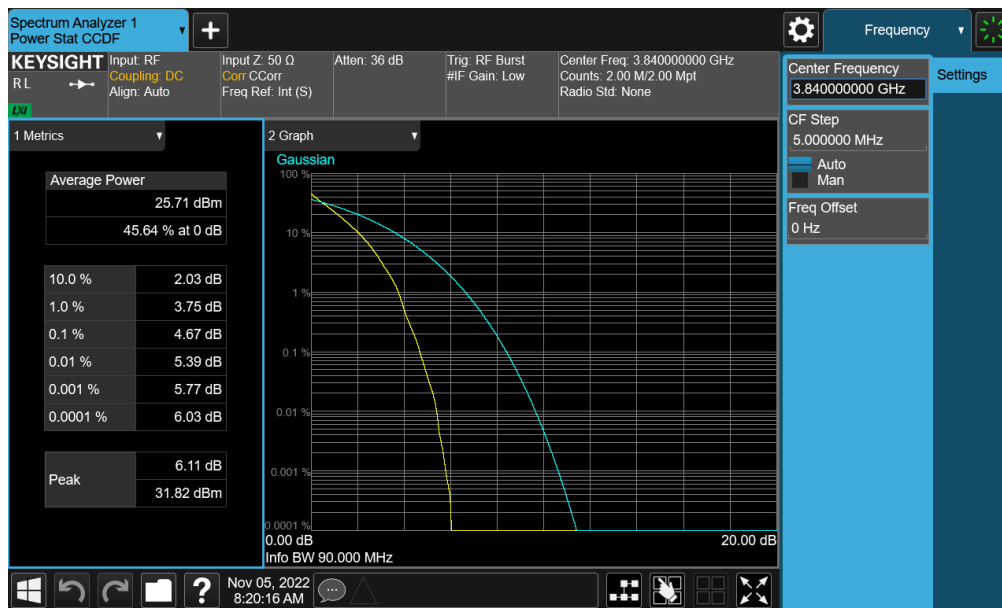 Spectrum Analyzer 1
Power Stat CCDF
Frequency
KEYSIGHT
RL
LXI
Input: RF
Coupling: DC
Align: Auto
Input Z: 50 Ω
Corr CCorr
Freq Ref: Int (S)
Atten: 36 dB
Trig: RF Burst
#IF Gain: Low
Center Freq: 3.840000000 GHz
Counts: 2.00 M/2.00 Mpt
Radio Std: None
Center Frequency
3.840000000 GHz
Settings
CF Step
5.000000 MHz
Auto
Man
Freq Offset
0 Hz
1 Metrics
Average Power
25.71 dBm
45.64 % at 0 dB
10.0 % 2.03 dB
1.0 % 3.75 dB
0.1 % 4.67 dB
0.01 % 5.39 dB
0.001 % 5.77 dB
0.0001 % 6.03 dB
Peak
6.11 dB
31.82 dBm
2 Graph
Gaussian
100 %
10 %
1 %
0.1 %
0.01 %
0.001 %
0.0001 %
0.00 dB 20.00 dB
Info BW 90.000 MHz
?
Nov 05, 2022
8:20:16 AM